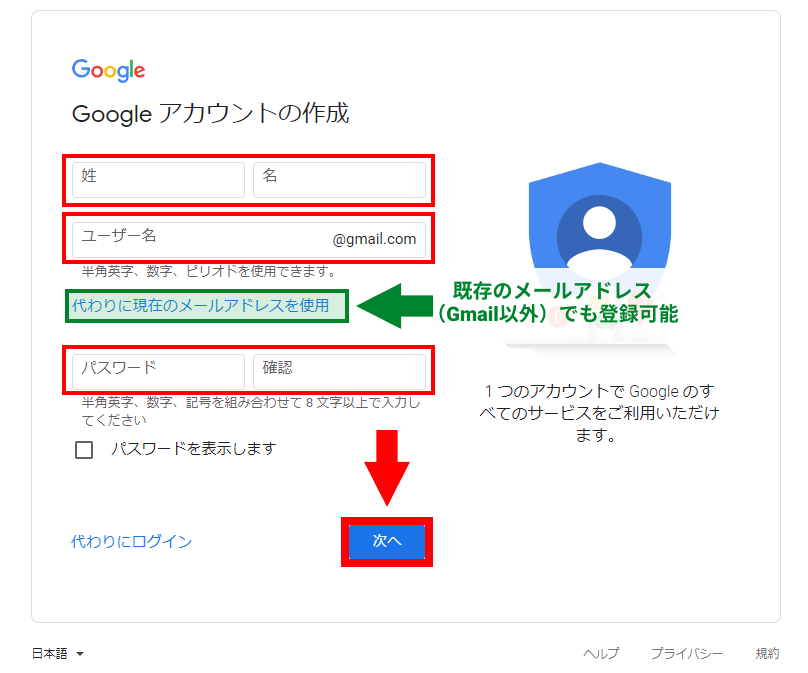 Google
Google アカウントの作成
姓
名
ユーザー名
@gmail.com
半角英字、数字、ピリオドを使用できます。
代わりに現在のメールアドレスを使用
既存のメールアドレス
（Gmail以外）でも登録可能
パスワード
確認
半角英字、数字、記号を組み合わせて 8 文字以上で入力し
てください
パスワードを表示します
1 つのアカウントで Google のす
べてのサービスをご利用いただけ
ます。
代わりにログイン
次へ
日本語
ヘルプ
プライバシー
規約